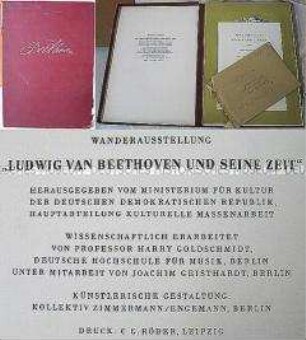 Beethoven
WANDERAUSSTELLUNG
„LUDWIG VAN BEETHOVEN UND SEINE ZEIT“
HERAUSGEGEBEN VOM MINISTERIUM FÜR KULTUR
DER DEUTSCHEN DEMOKRATISCHEN REPUBLIK,
HAUPTABTEILUNG KULTURELLE MASSENARBEIT
WISSENSCHAFTLICH ERARBEITET
VON PROFESSOR HARRY GOLDSCHMIDT,
DEUTSCHE HOCHSCHULE FÜR MUSIK, BERLIN
UNTER MITARBEIT VON JOACHIM GEISTHARDT, BERLIN
KÜNSTLERISCHE GESTALTUNG:
KOLLEKTIV ZIMMERMANN/ENGEMANN, BERLIN
DRUCK: C. G. RÖDER, LEIPZIG